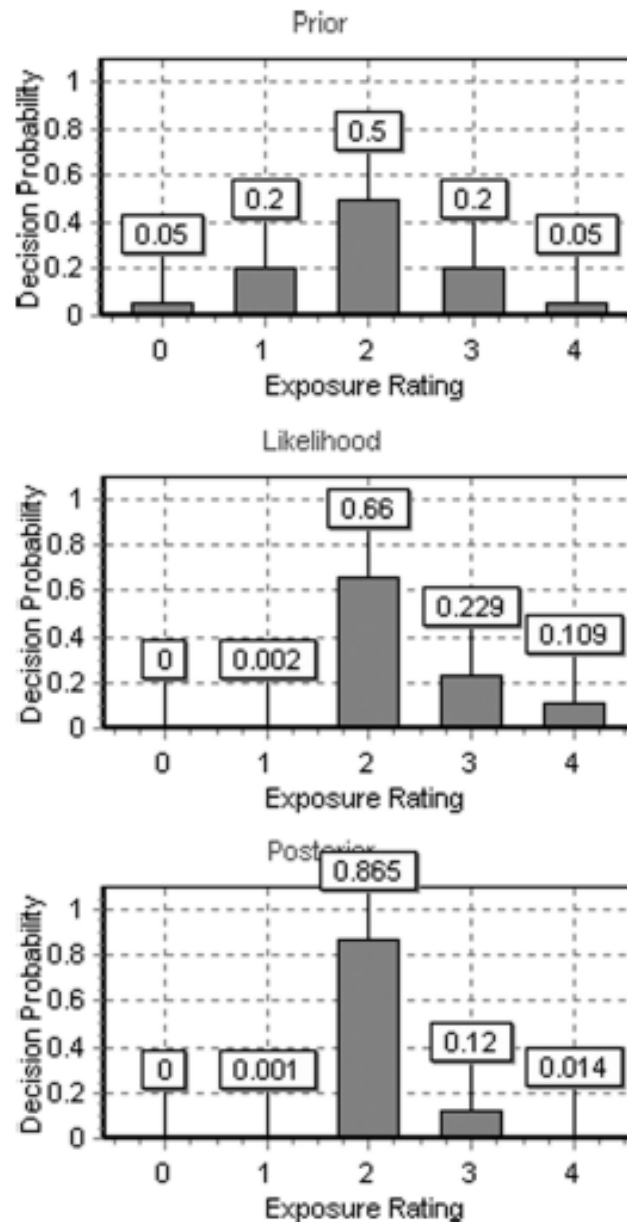 Prior
Decision Probability
1
0.8
0.6
0.4
0.2
0
0.05
0.2
0.5
0.2
0.05
0 1 2 3 4
Exposure Rating
Likelihood
Decision Probability
1
0.8
0.6
0.4
0.2
0
0
0.002
0.66
0.229
0.109
0 1 2 3 4
Exposure Rating
Posterior
Decision Probability
1
0.8
0.6
0.4
0.2
0
0
0.001
0.865
0.12
0.014
0 1 2 3 4
Exposure Rating